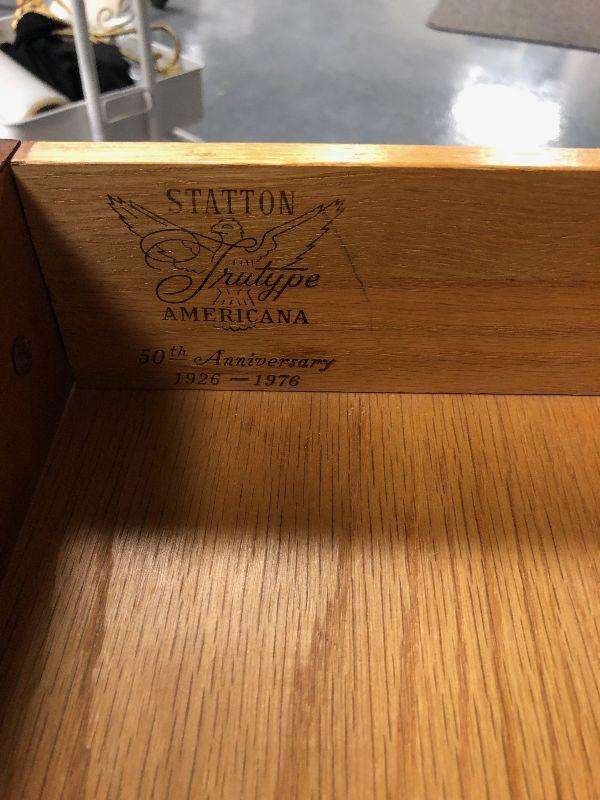 STATTON
Trutype
AMERICANA
50th Anniversary
1926 — 1976